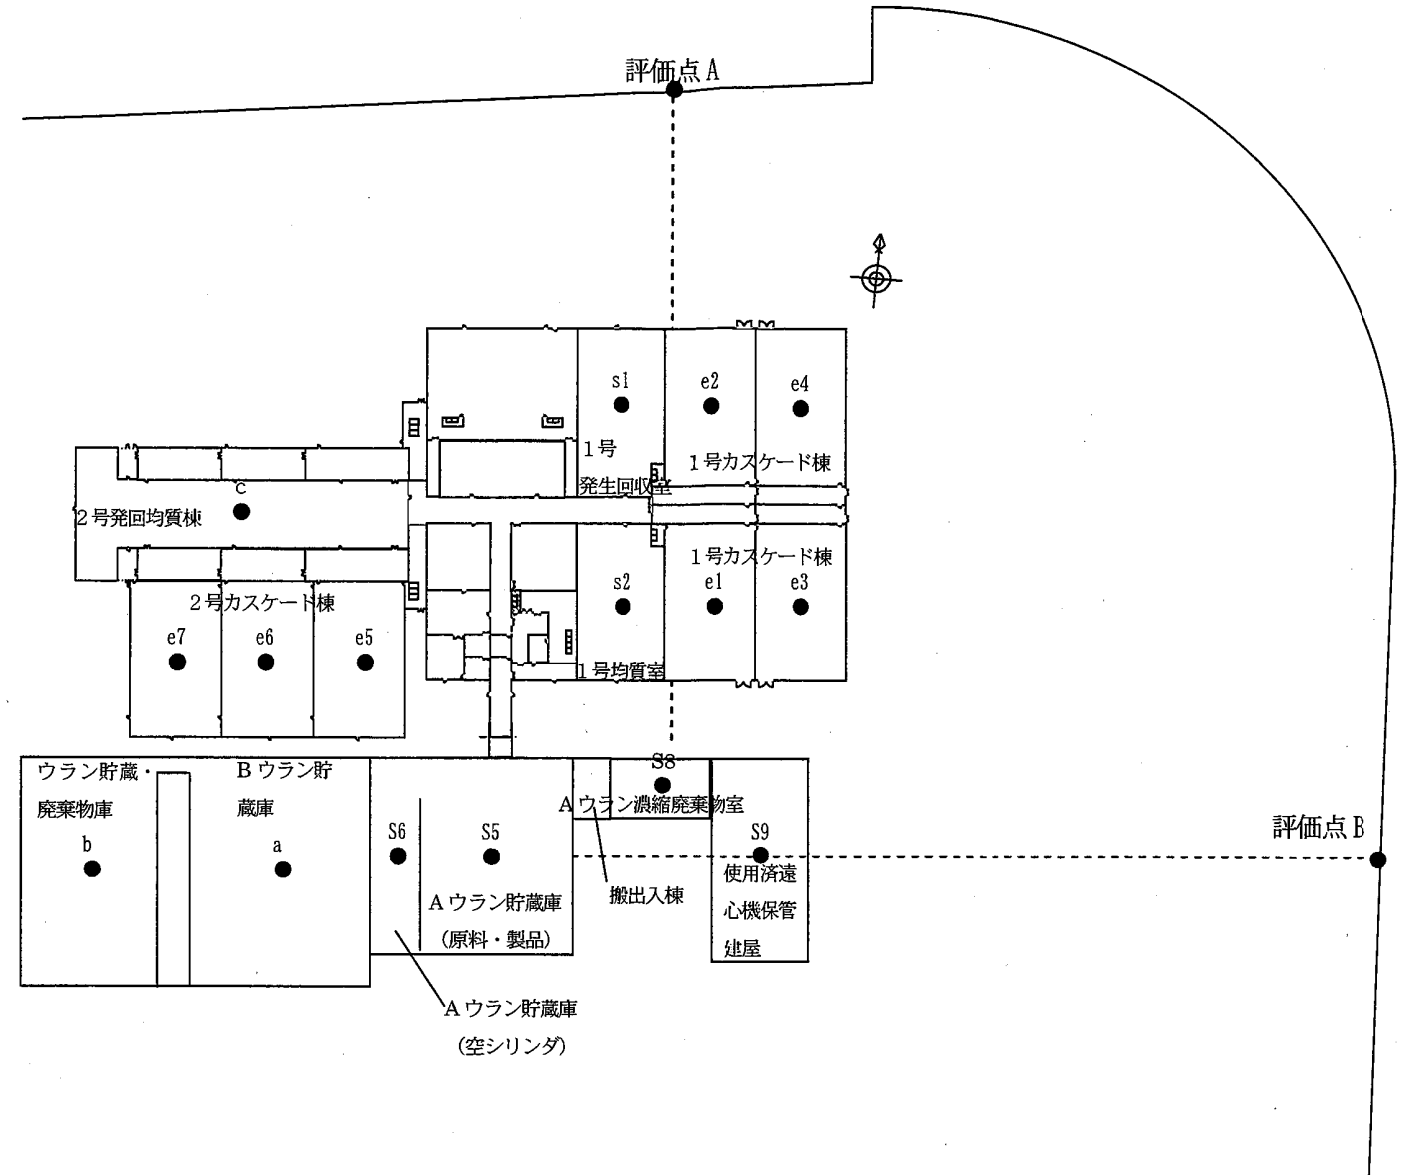 評価点A
s1
e2
e4
1号
1号カスケード棟
発生回収室
c
2号発回均質棟
1号カスケード棟
s2
e1
e3
2号カスケード棟
e7
e6
e5
1号均質室
ウラン貯蔵・
廃棄物庫
b
Bウラン貯
蔵庫
a
S8
Aウラン濃縮廃棄物室
S6
S5
S9
評価点B
使用済遠
心機保管
建屋
搬出入棟
Aウラン貯蔵庫
(原料・製品)
Aウラン貯蔵庫
(空シリンダ)